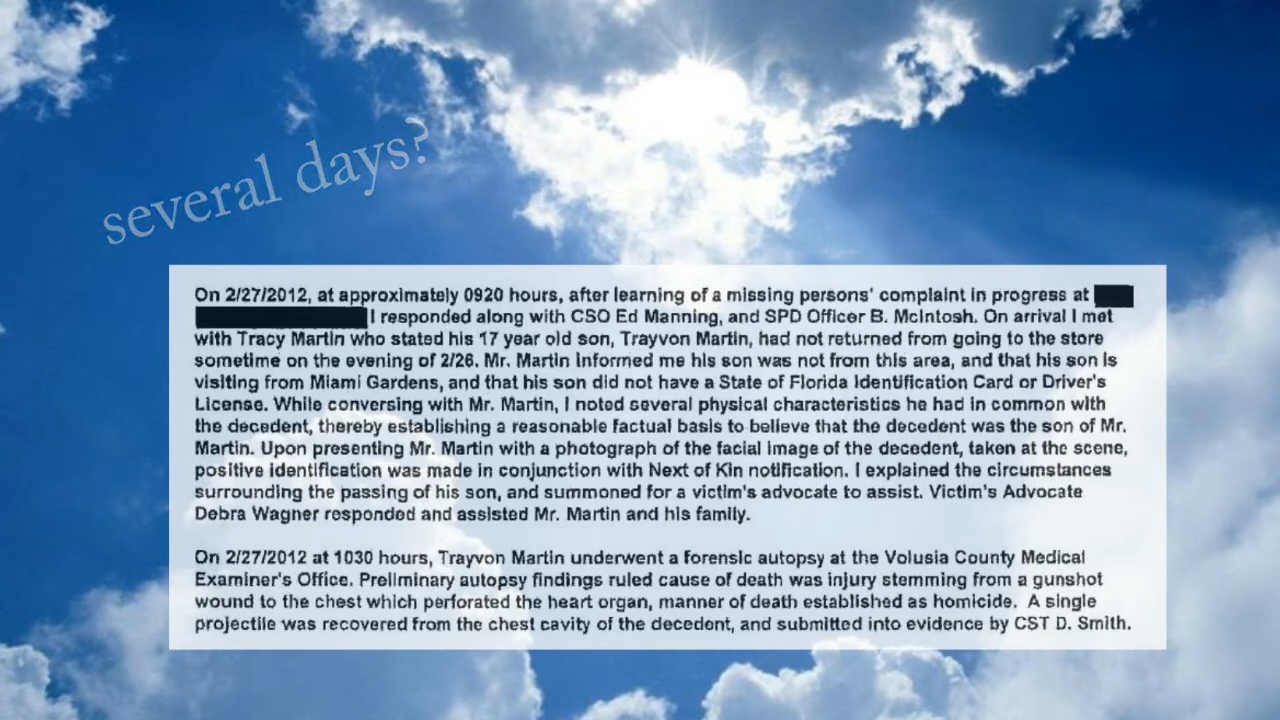 several days?
On 2/27/2012, at approximately 0920 hours, after learning of a missing persons' complaint in progress at
I responded along with CSO Ed Manning, and SPD Officer B. McIntosh. On arrival I met
with Tracy Martin who stated his 17 year old son, Trayvon Martin, had not returned from going to the store
sometime on the evening of 2/26. Mr. Martin informed me his son was not from this area, and that his son is
visiting from Miami Gardens, and that his son did not have a State of Florida Identification Card or Driver's
License. While conversing with Mr. Martin, I noted several physical characteristics he had in common with
the decedent, thereby establishing a reasonable factual basis to believe that the decedent was the son of Mr.
Martin. Upon presenting Mr. Martin with a photograph of the facial image of the decedent, taken at the scene,
positive identification was made in conjunction with Next of Kin notification. I explained the circumstances
surrounding the passing of his son, and summoned for a victim's advocate to assist. Victim's Advocate
Debra Wagner responded and assisted Mr. Martin and his family.
On 2/27/2012 at 1030 hours, Trayvon Martin underwent a forensic autopsy at the Volusia County Medical
Examiner's Office. Preliminary autopsy findings ruled cause of death was injury stemming from a gunshot
wound to the chest which perforated the heart organ, manner of death established as homicide. A single
projectile was recovered from the chest cavity of the decedent, and submitted into evidence by CST D. Smith.